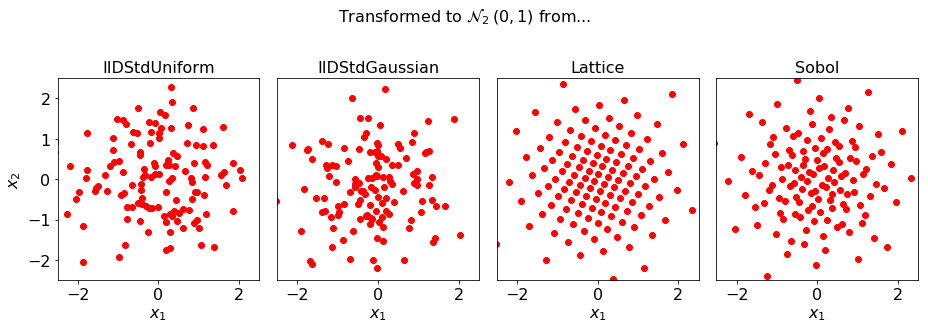 Transformed to 𝒩₂ (0, 1) from...
IIDStdUniform
IIDStdGaussian
Lattice
Sobol
x₂
2
1
0
−1
−2
−2 0 2
−2 0 2
−2 0 2
−2 0 2
x₁
x₁
x₁
x₁